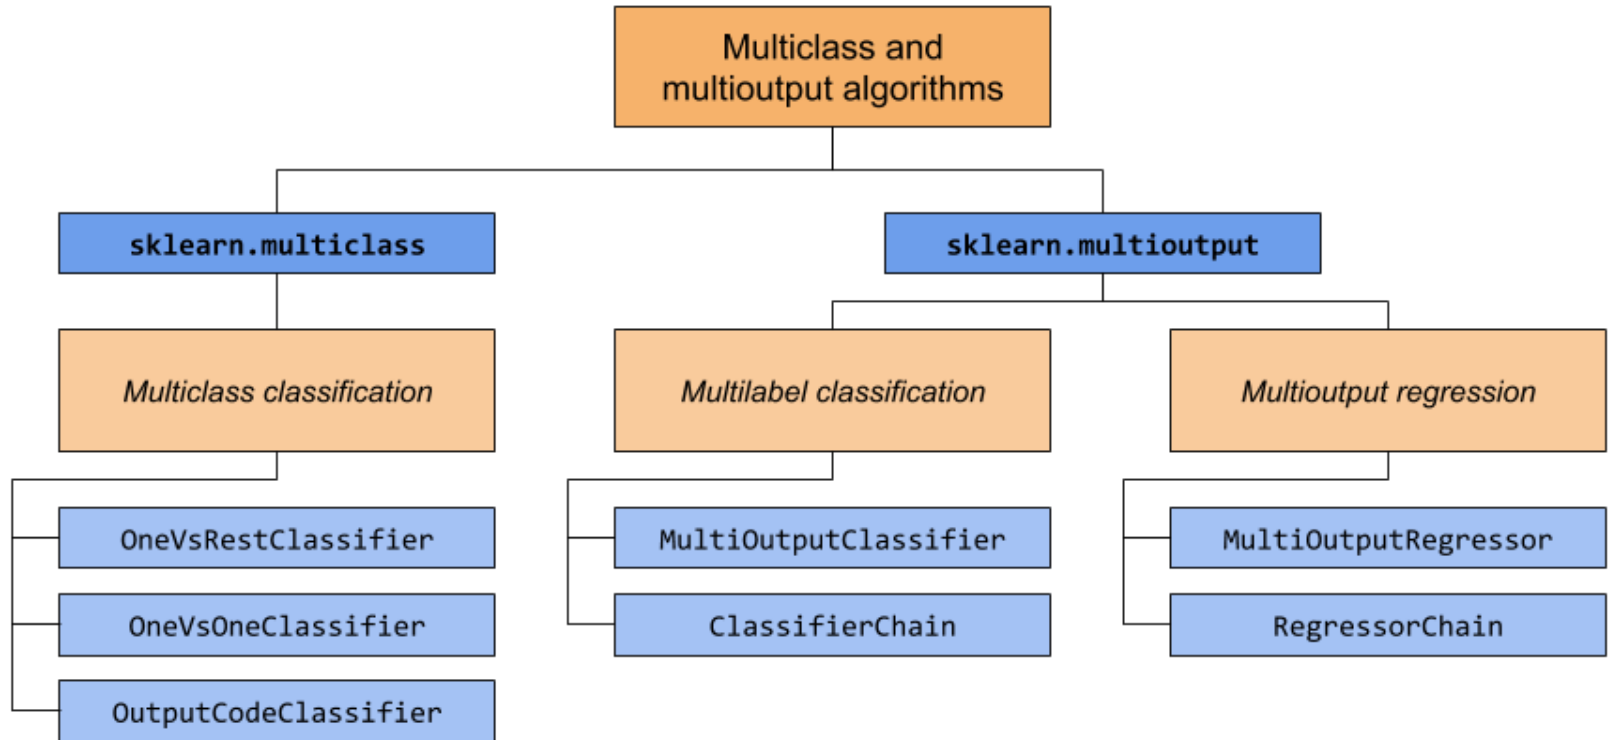 Multiclass and
multioutput algorithms
sklearn.multiclass
sklearn.multioutput
Multiclass classification
Multilabel classification
Multioutput regression
OneVsRestClassifier
MultiOutputClassifier
MultiOutputRegressor
OneVsOneClassifier
ClassifierChain
RegressorChain
OutputCodeClassifier